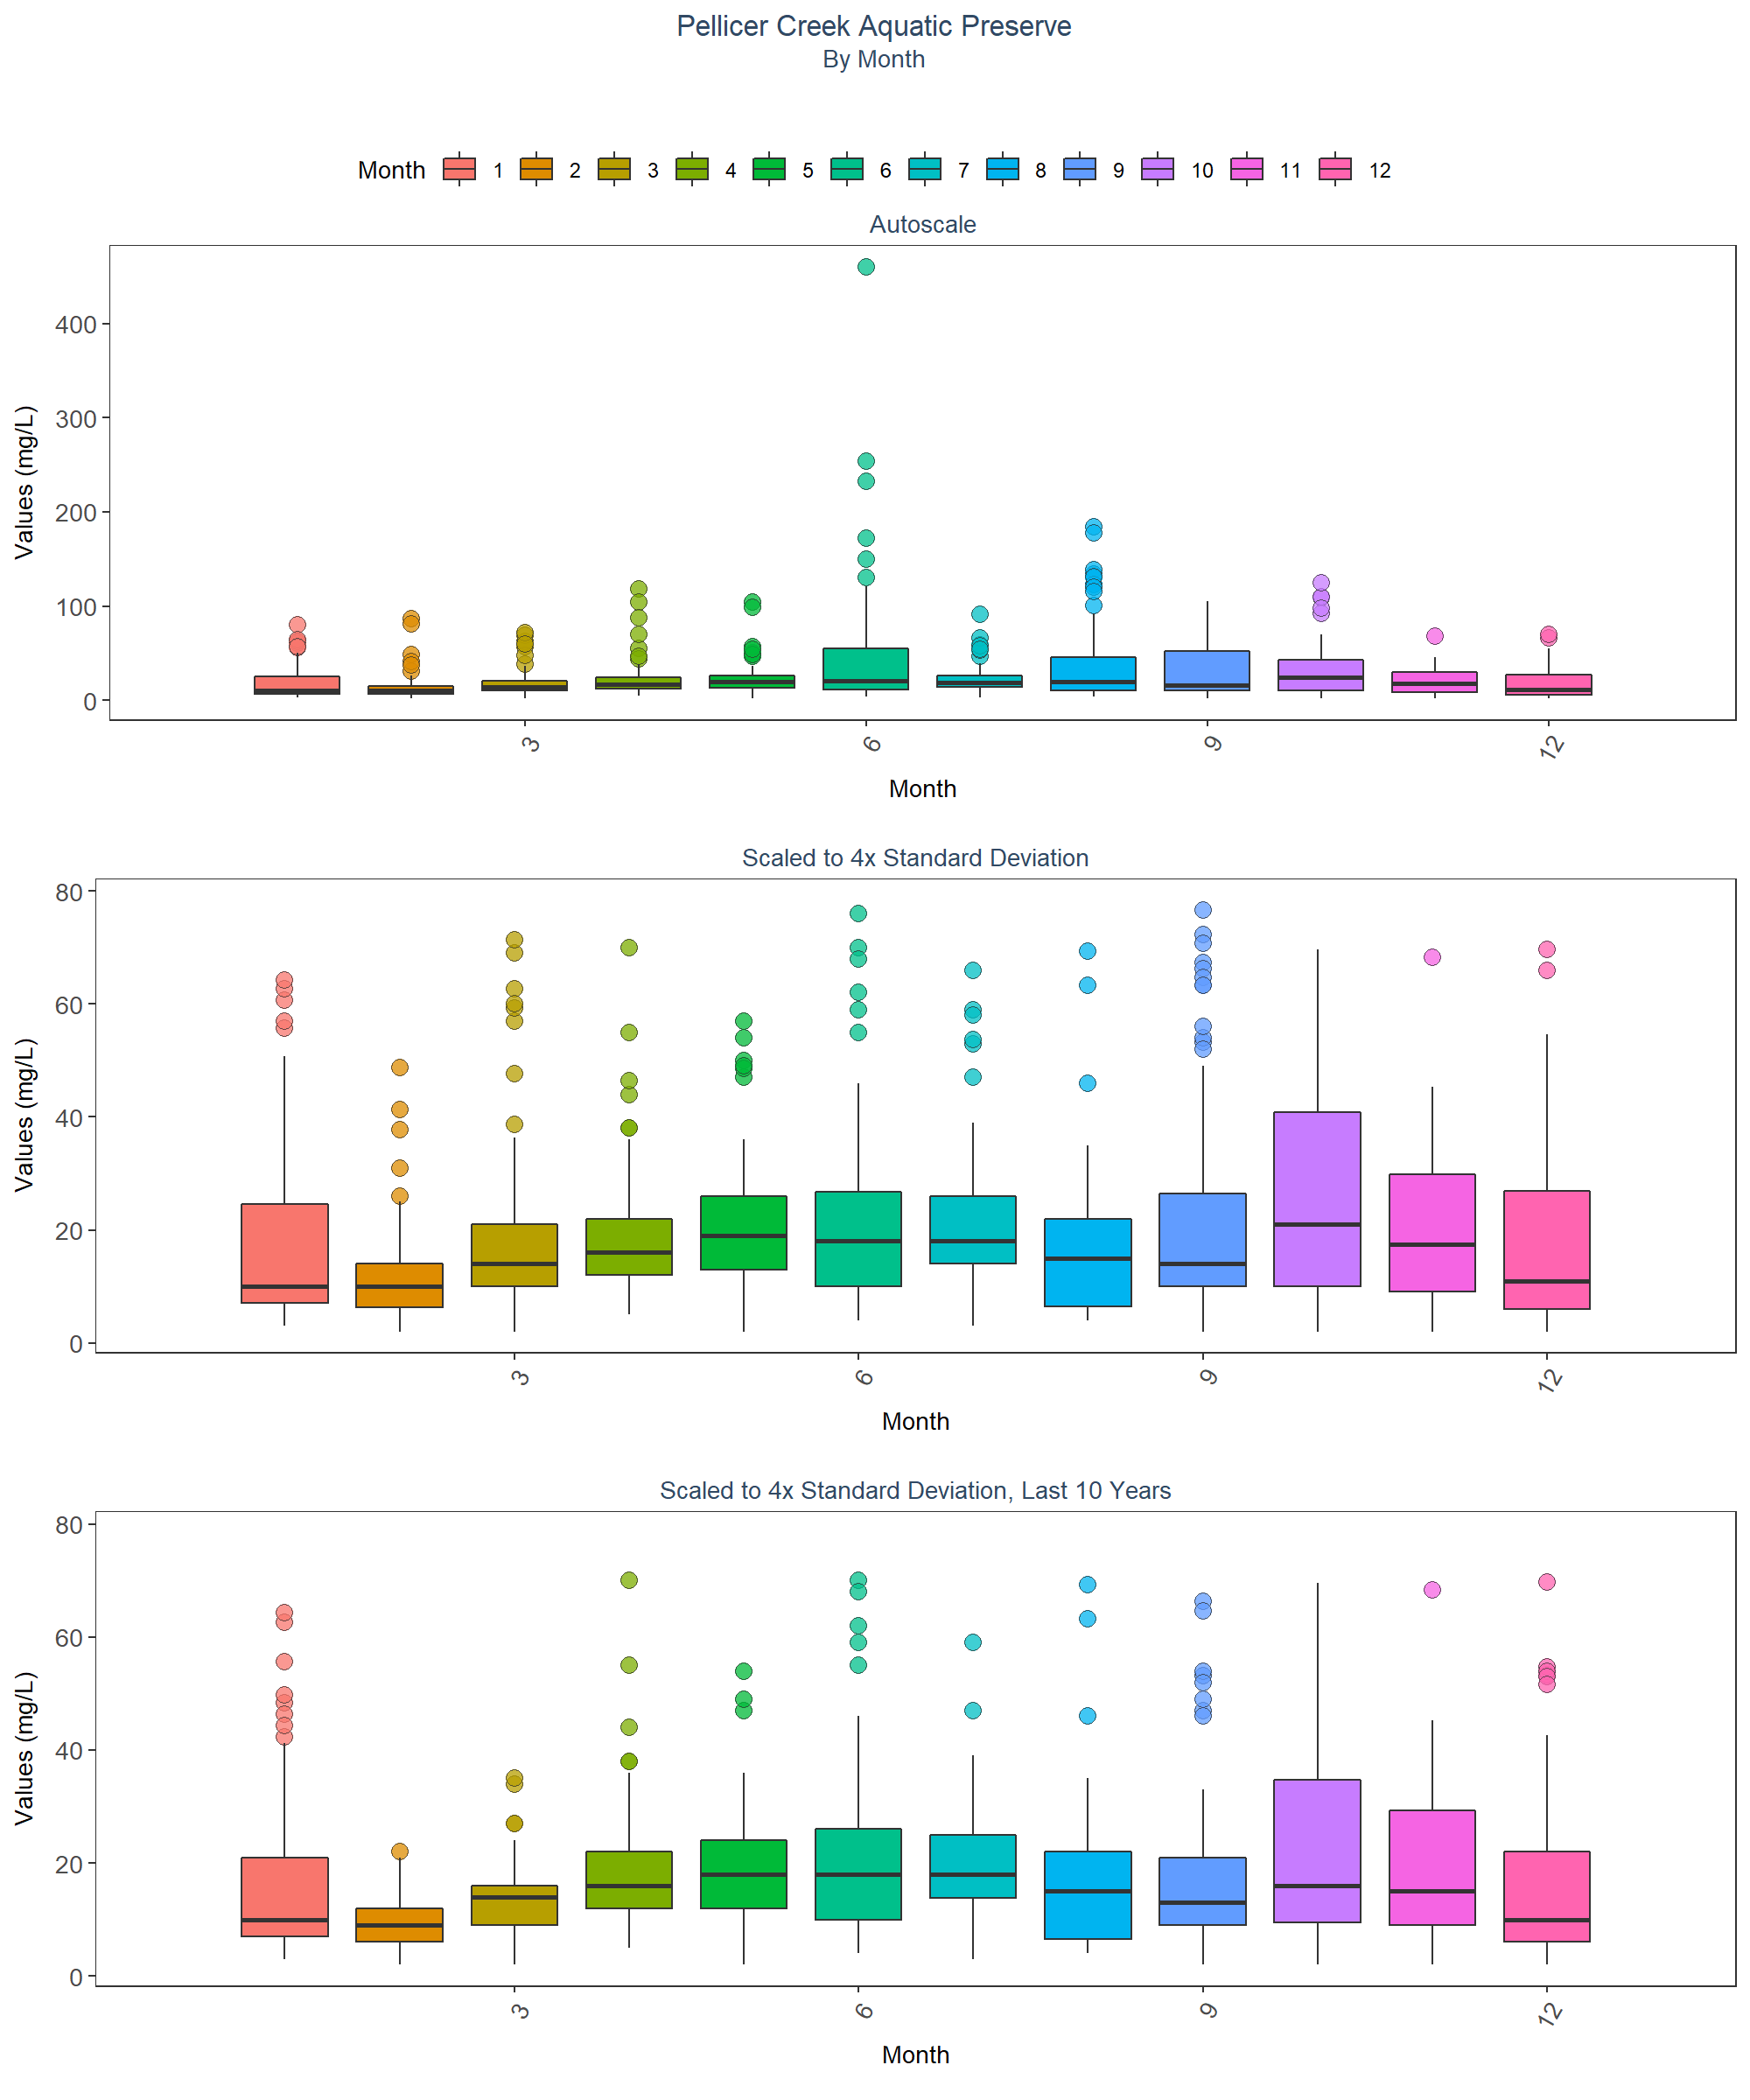 Pellicer Creek Aquatic Preserve
By Month
Month 1 2 3 4 5 6 7 8 9 10 11 12
Autoscale
Values (mg/L)
400
300
200
100
0
3 6 9 12
Month
Scaled to 4x Standard Deviation
Values (mg/L)
80
60
40
20
0
3 6 9 12
Month
Scaled to 4x Standard Deviation, Last 10 Years
Values (mg/L)
80
60
40
20
0
3 6 9 12
Month